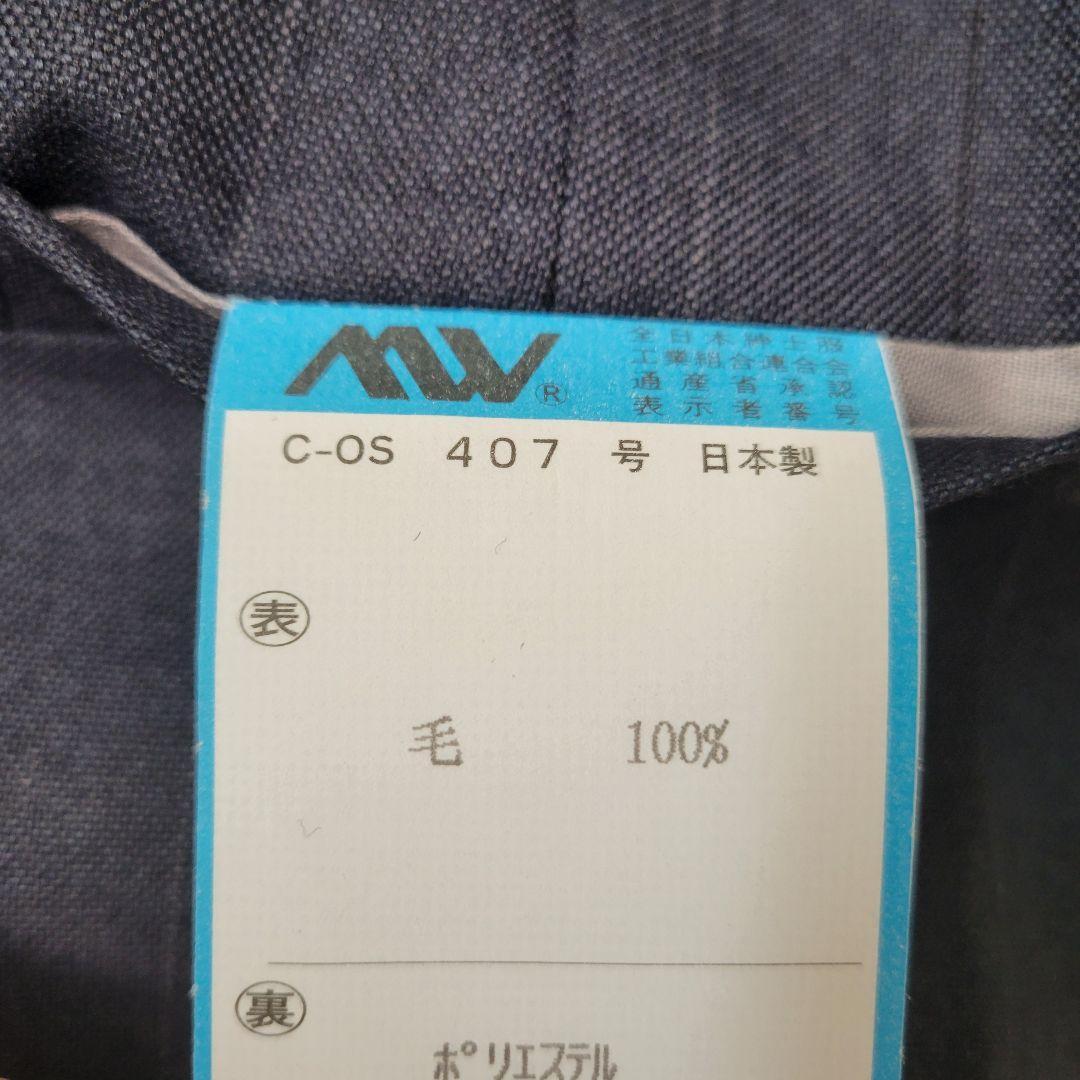 MW®
全日本紳士服
工業組合連合会
通産省承認
表示者番号
C-OS 407 号 日本製
表
毛 100%
裏
ポリエステル